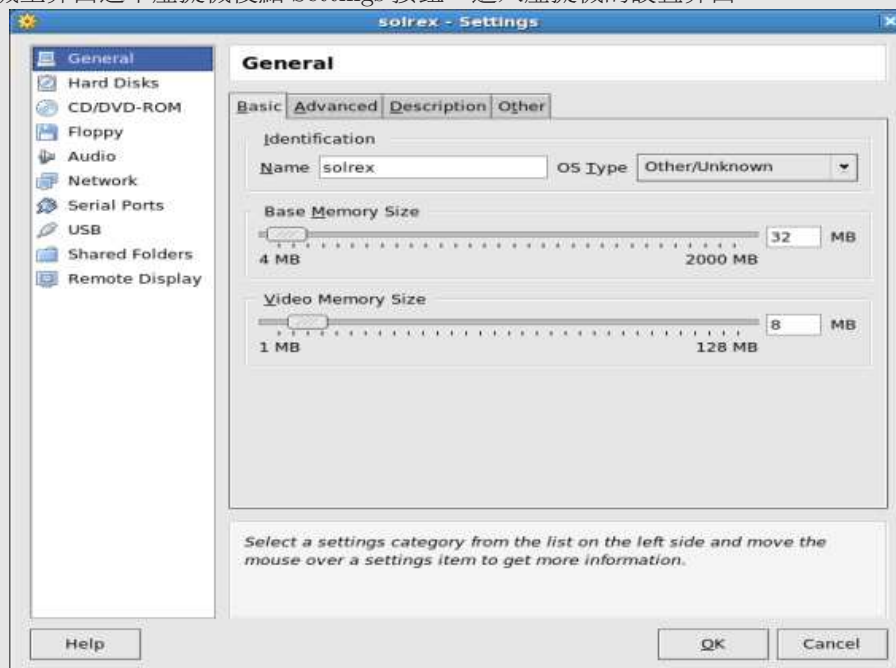 solrex - Settings
General
Hard Disks
CD/DVD-ROM
Floppy
Audio
Network
Serial Ports
USB
Shared Folders
Remote Display
General
Basic Advanced Description Other
Identification
Name solrex OS Type Other/Unknown
Base Memory Size
32 MB
4 MB 2000 MB
Video Memory Size
8 MB
1 MB 128 MB
Select a settings category from the list on the left side and move the
mouse over a settings item to get more information.
Help OK Cancel